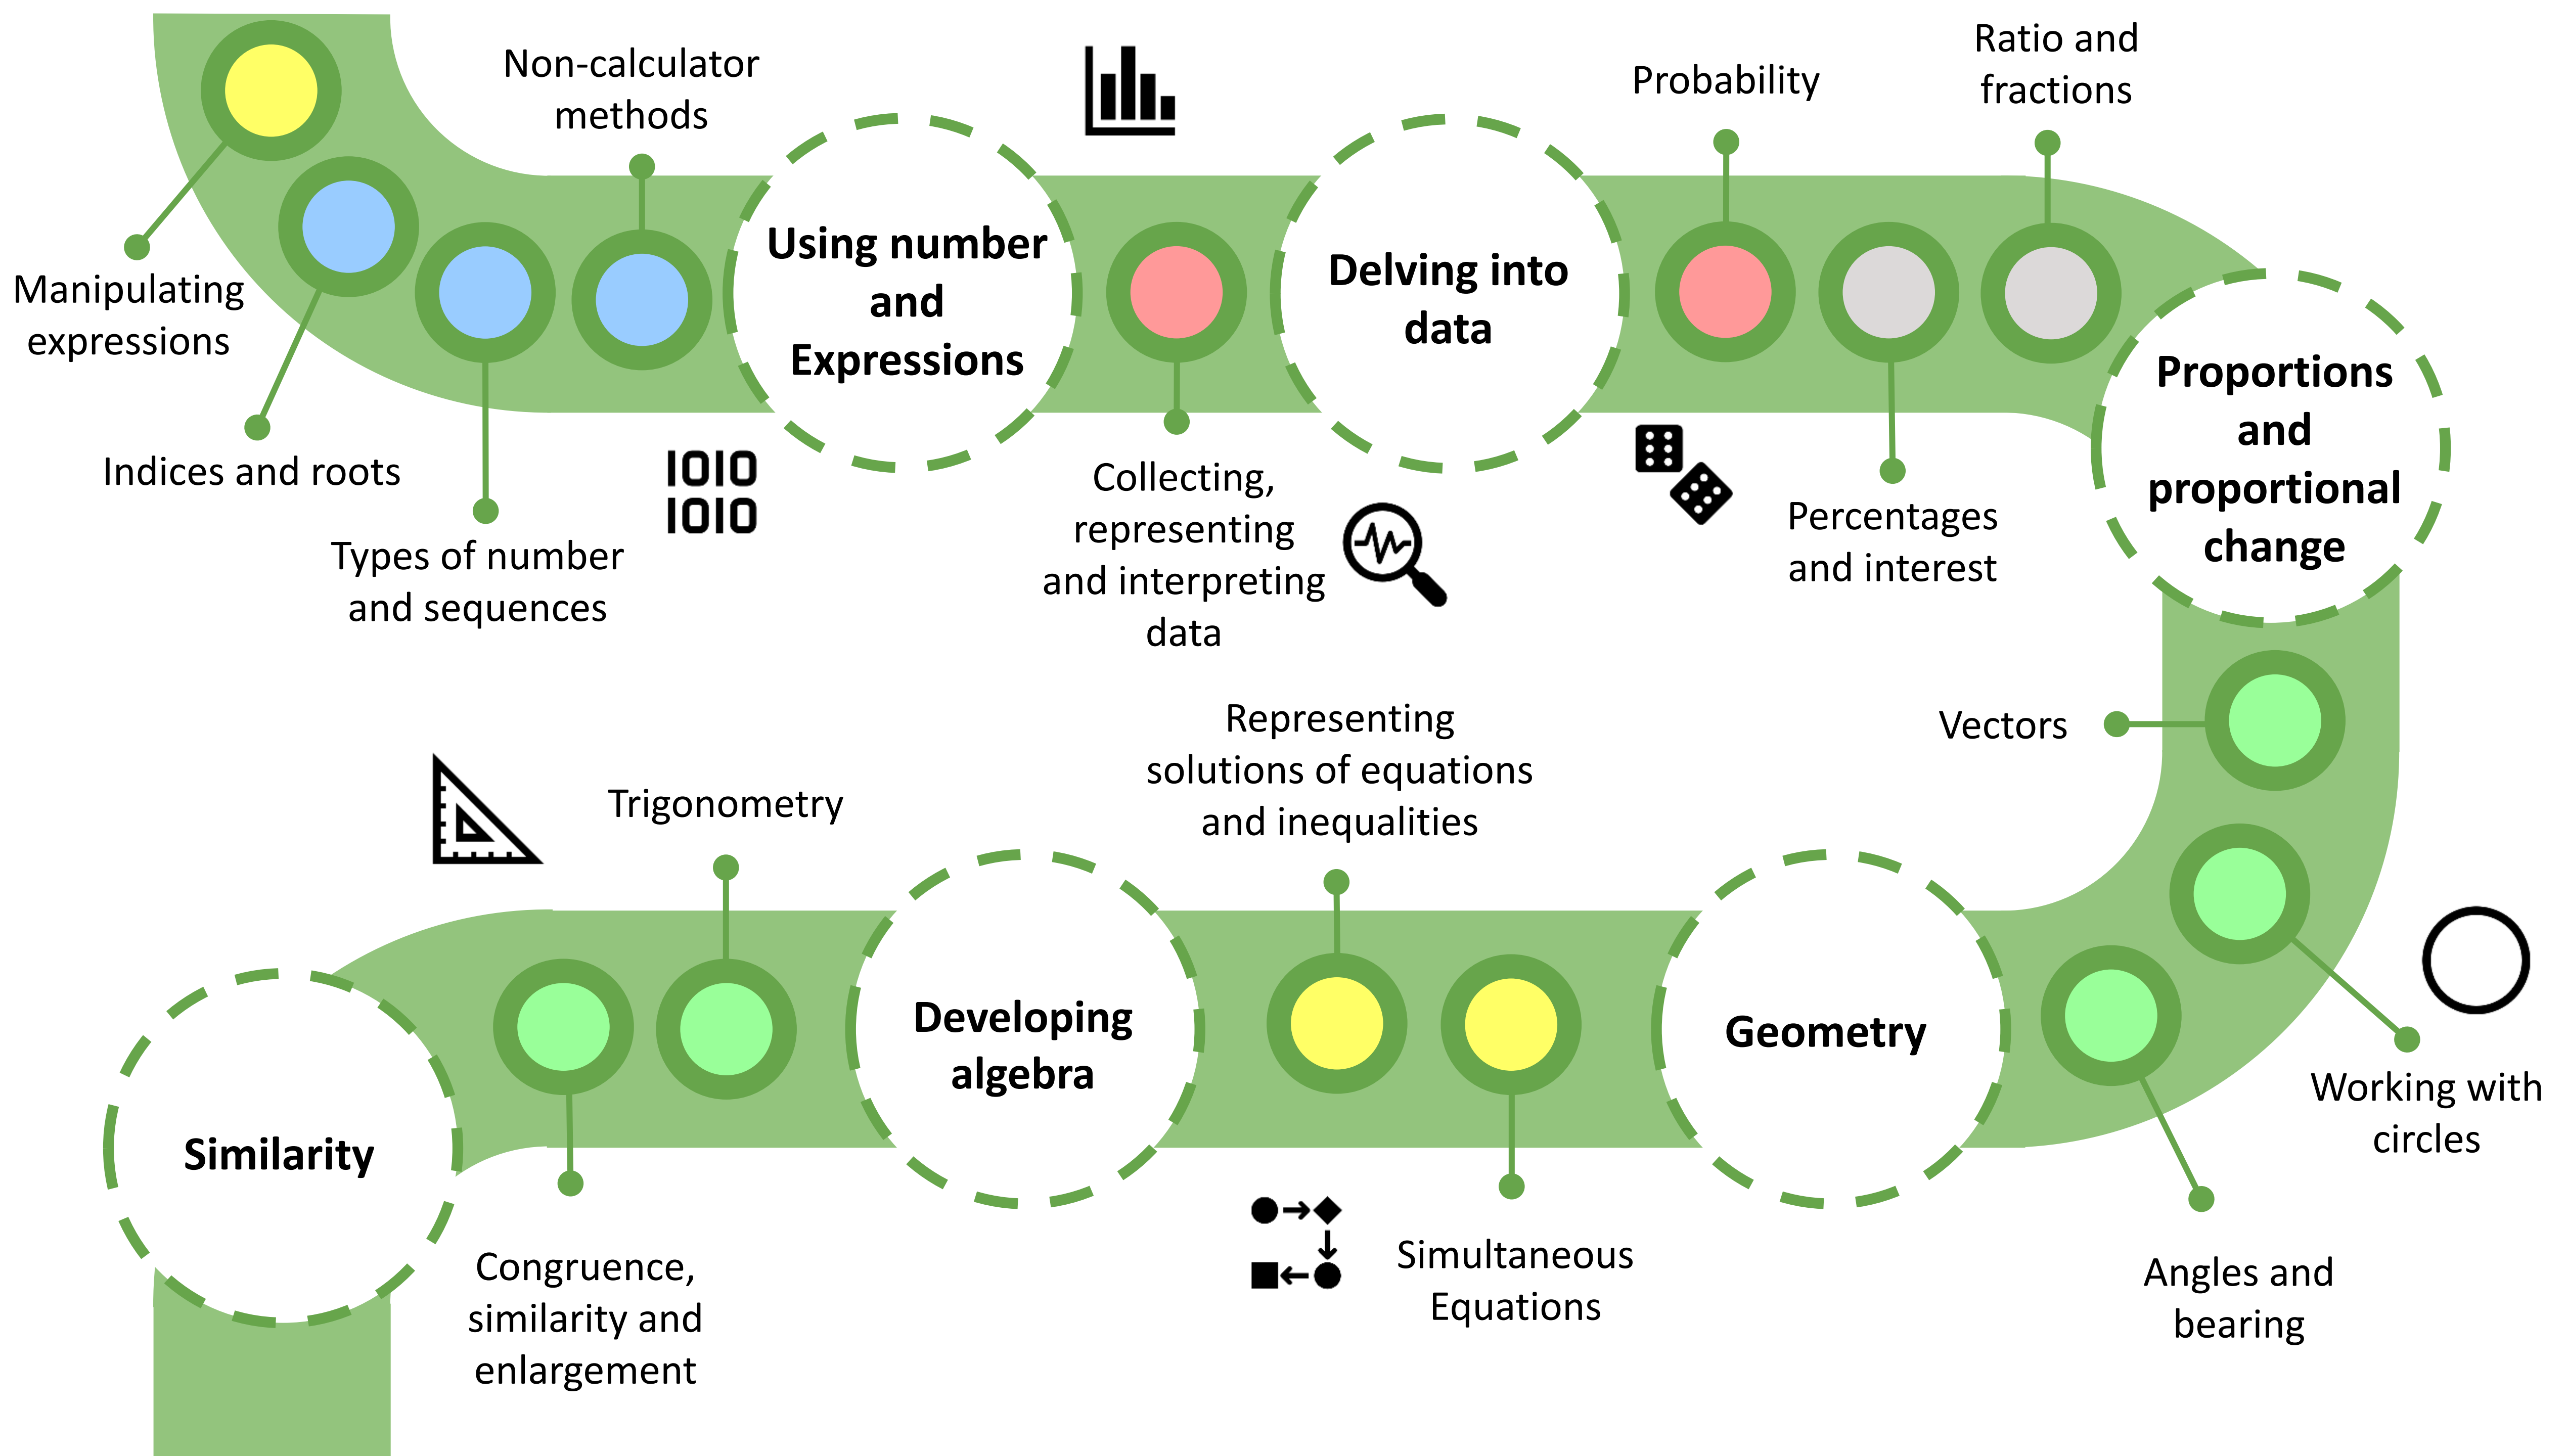 Ratio and
fractions
Non-calculator
methods
Probability
Manipulating
expressions
Using number
and
Expressions
Delving into
data
Proportions
and
proportional
change
Indices and roots
1010
1010
Collecting,
representing
and interpreting
data
Percentages
and interest
Types of number
and sequences
Vectors
Representing
solutions of equations
and inequalities
Trigonometry
Developing
algebra
Geometry
Similarity
Working with
circles
Congruence,
similarity and
enlargement
Simultaneous
Equations
Angles and
bearing